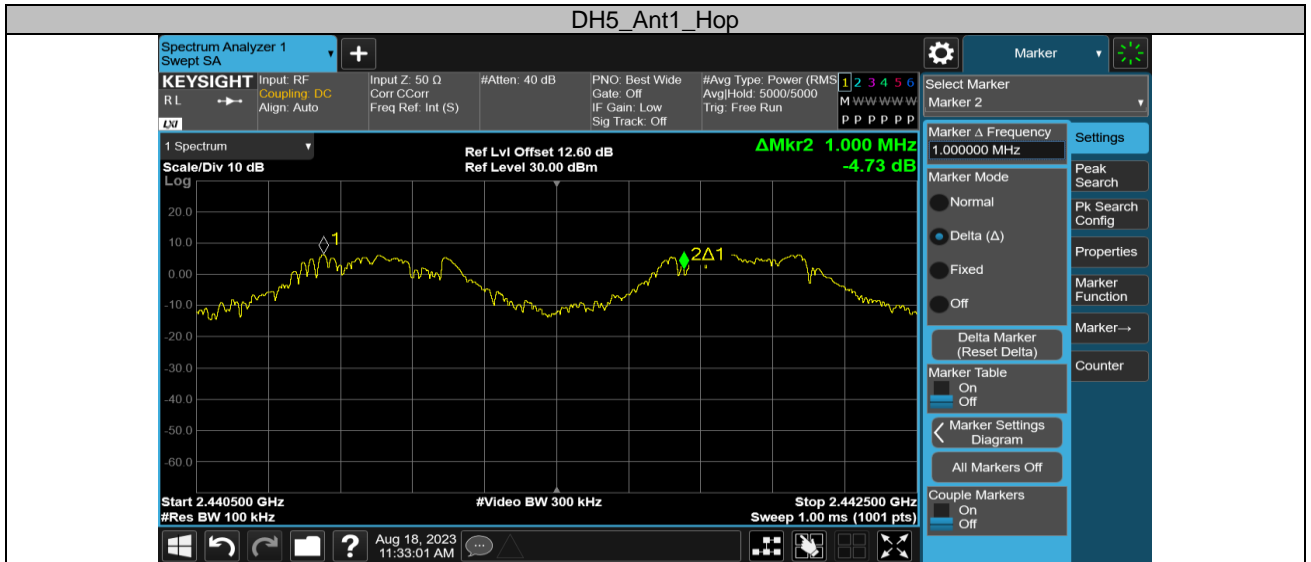 DH5_Ant1_Hop
Spectrum Analyzer 1
Swept SA
Marker
KEYSIGHT
R L
LXI
Input: RF
Coupling: DC
Align: Auto
Input Z: 50 Ω
Corr CCorr
Freq Ref: Int (S)
#Atten: 40 dB
PNO: Best Wide
Gate: Off
IF Gain: Low
Sig Track: Off
#Avg Type: Power (RMS
Avg|Hold: 5000/5000
Trig: Free Run
1 2 3 4 5 6
M W W W W W
P P P P P P
Select Marker
Marker 2
1 Spectrum
Scale/Div 10 dB
Ref Lvl Offset 12.60 dB
Ref Level 30.00 dBm
ΔMkr2 1.000 MHz
-4.73 dB
Log
20.0
10.0
0.00
-10.0
-20.0
-30.0
-40.0
-50.0
-60.0
1
2Δ1
Start 2.440500 GHz
#Res BW 100 kHz
#Video BW 300 kHz
Stop 2.442500 GHz
Sweep 1.00 ms (1001 pts)
Marker Δ Frequency
1.000000 MHz
Marker Mode
Normal
Delta (Δ)
Fixed
Off
Delta Marker
(Reset Delta)
Marker Table
On
Off
Marker Settings
Diagram
All Markers Off
Couple Markers
On
Off
Settings
Peak
Search
Pk Search
Config
Properties
Marker
Function
Marker→
Counter
?
Aug 18, 2023
11:33:01 AM